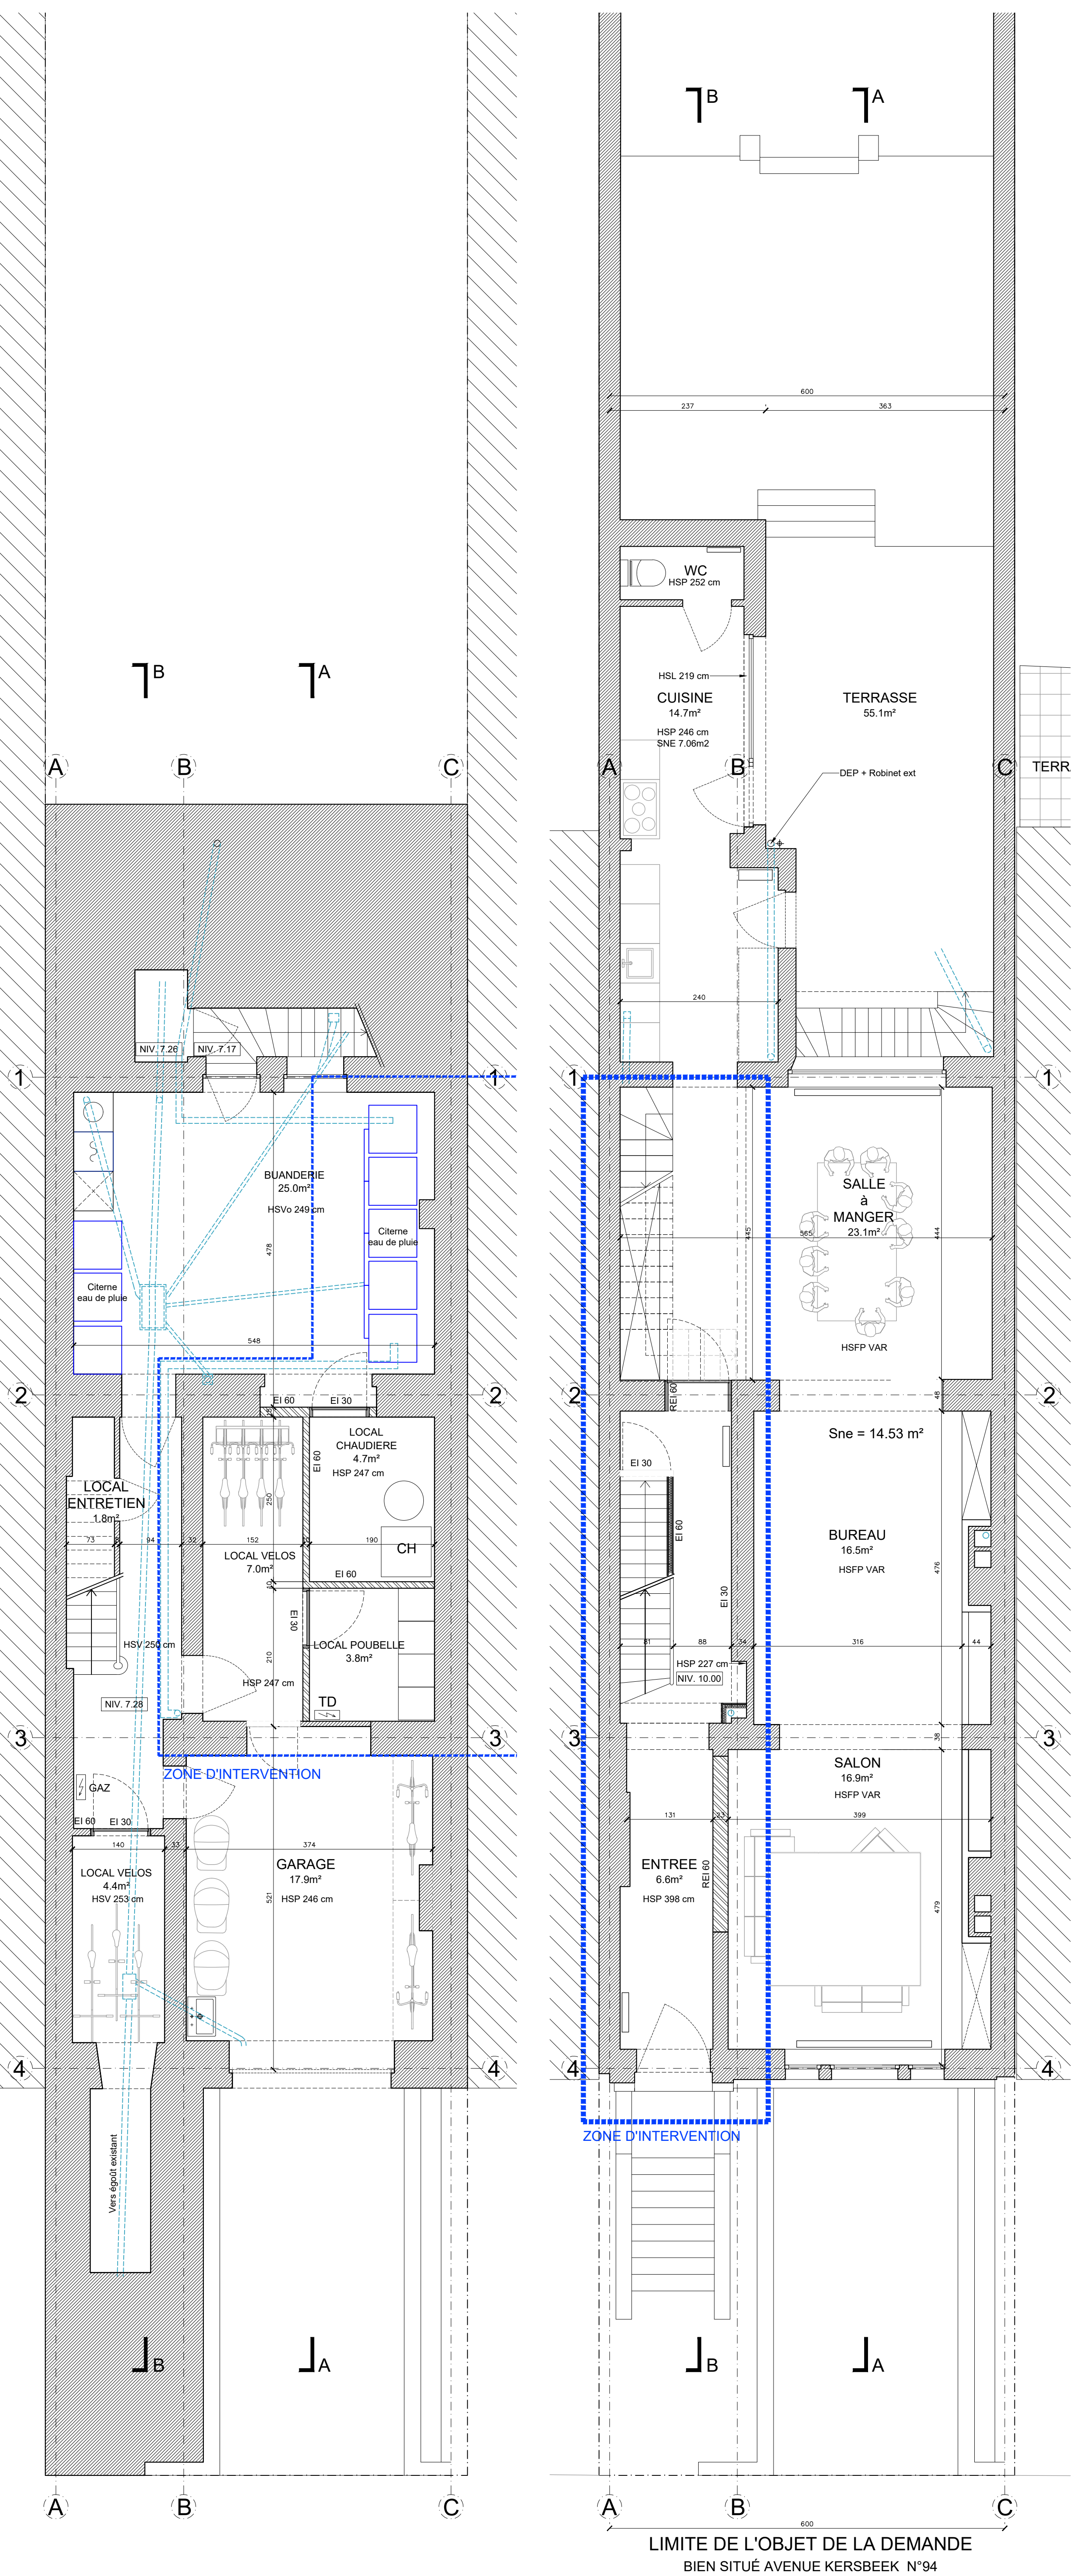 B
A
A
B
C
NIV. 7.26
NIV. 7.17
1
1
BUANDERIE
25.0m²
HSVo 249 cm
478
Citerne
eau de pluie
Citerne
eau de pluie
548
2
2
EI 60
EI 30
LOCAL
CHAUDIERE
4.7m²
HSP 247 cm
EI 60
250
LOCAL
ENTRETIEN
1.8m²
73
94
32
152
190
CH
LOCAL VELOS
7.0m²
EI 60
10
EI 30
210
LOCAL POUBELLE
3.8m²
HSV 250 cm
HSP 247 cm
NIV. 7.28
TD
3
3
ZONE D'INTERVENTION
GAZ
EI 60
EI 30
140
33
374
LOCAL VELOS
4.4m²
HSV 253 cm
GARAGE
17.9m²
HSP 246 cm
521
4
4
Vers égoût existant
B
A
A
B
C
B
A
600
237
363
WC
HSP 252 cm
HSL 219 cm
CUISINE
14.7m²
HSP 246 cm
SNE 7.06m2
TERRASSE
55.1m²
A
B
C
TERR
DEP + Robinet ext
240
1
1
SALLE
à
MANGER
23.1m²
445
565
444
HSFP VAR
2
2
REI 60
48
Sne = 14.53 m²
EI 30
EI 60
BUREAU
16.5m²
HSFP VAR
476
EI 30
81
88
34
316
44
HSP 227 cm
NIV. 10.00
3
3
38
SALON
16.9m²
HSFP VAR
131
23
399
ENTREE
6.6m²
HSP 398 cm
REI 60
479
4
4
ZONE D'INTERVENTION
B
A
A
B
C
600
LIMITE DE L'OBJET DE LA DEMANDE
BIEN SITUÉ AVENUE KERSBEEK N°94